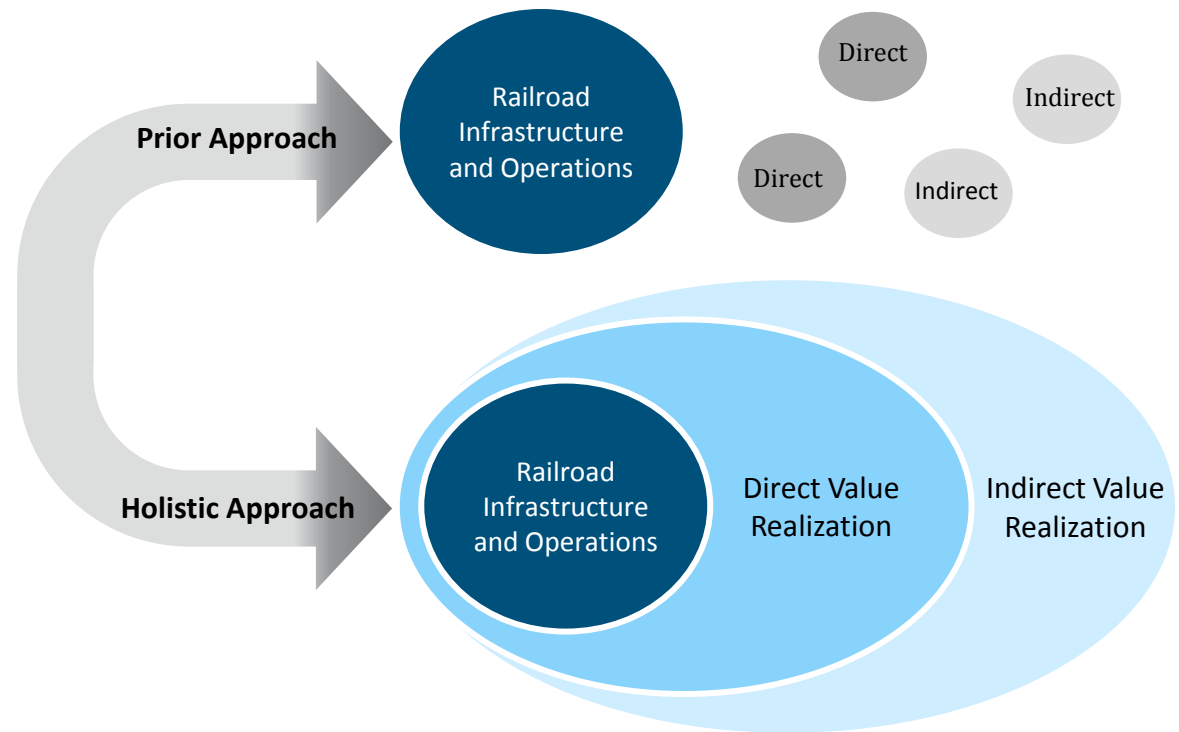 Direct
Indirect
Railroad
Infrastructure
and Operations
Prior Approach
Direct
Indirect
Railroad
Infrastructure
and Operations
Direct Value
Realization
Indirect Value
Realization
Holistic Approach